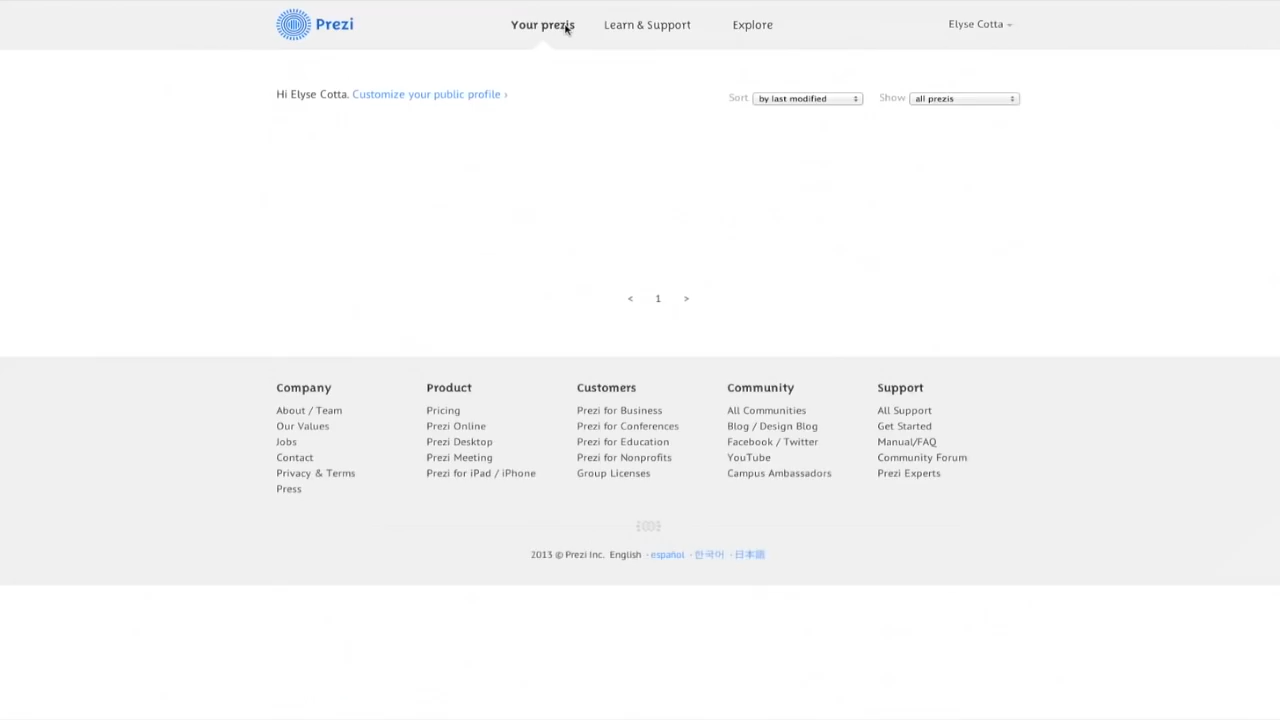 Prezi Your prezis Learn & Support Explore Elyse Cotta
Hi Elyse Cotta. Customize your public profile › Sort by last modified Show all prezis
< 1 >
Company Product Customers Community Support
About / Team Pricing Prezi for Business All Communities All Support
Our Values Prezi Online Prezi for Conferences Blog / Design Blog Get Started
Jobs Prezi Desktop Prezi for Education Facebook / Twitter Manual/FAQ
Contact Prezi Meeting Prezi for Nonprofits YouTube Community Forum
Privacy & Terms Prezi for iPad / iPhone Group Licenses Campus Ambassadors Prezi Experts
Press
2013 © Prezi Inc. English · español · 한국어 · 日本語